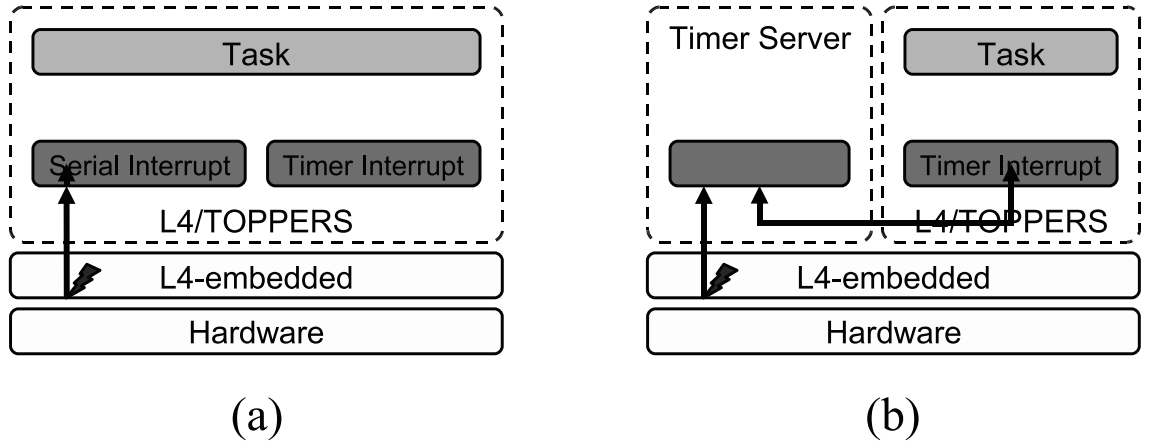 Task
Serial Interrupt
Timer Interrupt
L4/TOPPERS
L4-embedded
Hardware
(a)
Timer Server
Task
Timer Interrupt
L4/TOPPERS
L4-embedded
Hardware
(b)